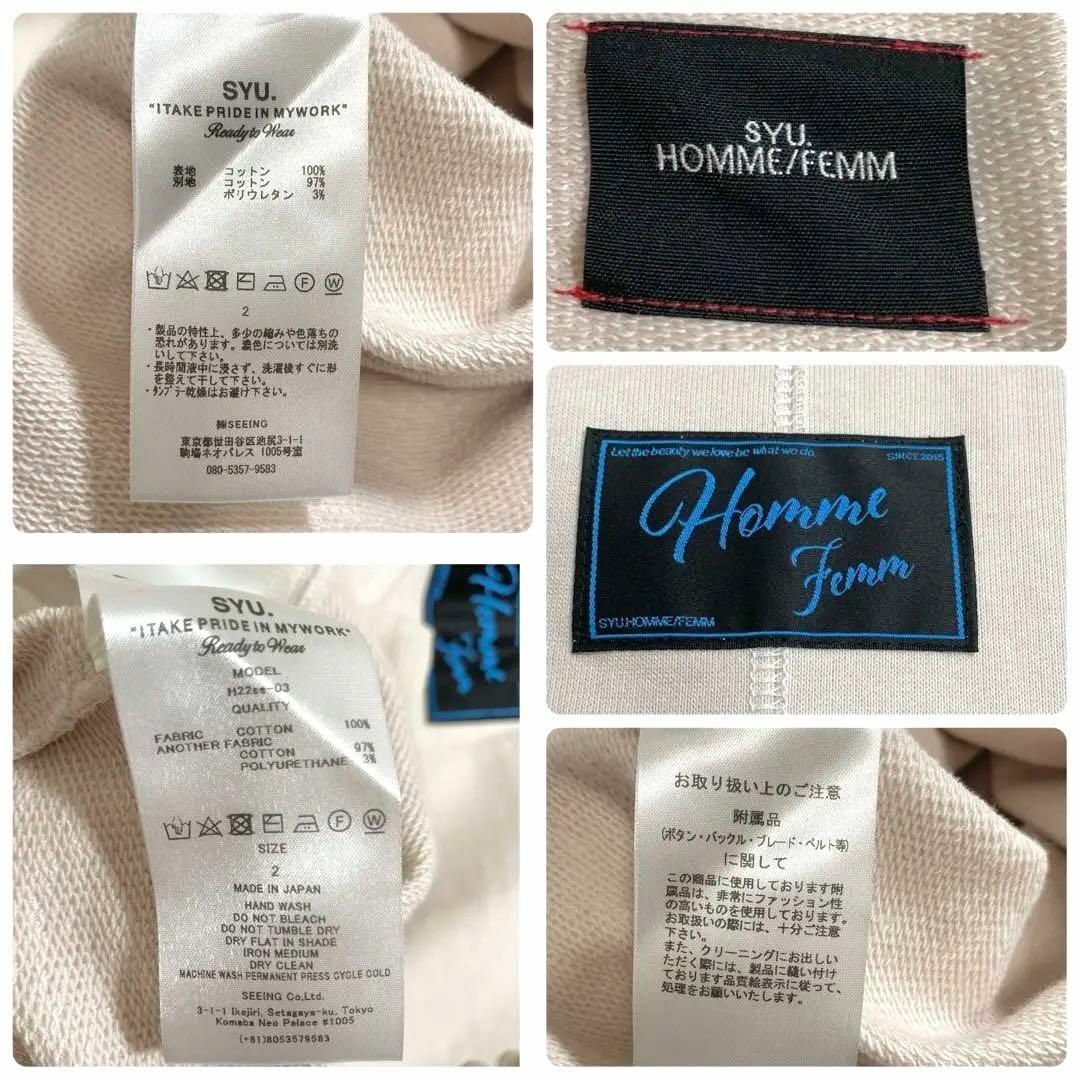 SYU.
"I TAKE PRIDE IN MYWORK"
Ready to Wear
表地 コットン 100%
別地 コットン 97%
ポリウレタン 3%
F W
2
・製品の特性上、多少の縮みや色落ちの
恐れがあります。濃色については別洗
いして下さい。
・長時間液中に浸さず、洗濯後すぐに形
を整えて干して下さい。
・タンブラー乾燥はお避け下さい。
㈱SEEING
東京都世田谷区池尻3-1-1
駒場ネオパレス 1005号室
080-5357-9583
SYU.
HOMME/FEMM
Let the beauty we love be what we do.
SINCE 2015
Homme
Femm
SYU.HOMME/FEMM
Homme
Femm
SYU.
"I TAKE PRIDE IN MYWORK"
Ready to Wear
MODEL
H22ss-03
QUALITY
FABRIC COTTON 100%
ANOTHER FABRIC
COTTON 97%
POLYURETHANE 3%
F W
SIZE
2
MADE IN JAPAN
HAND WASH
DO NOT BLEACH
DO NOT TUMBLE DRY
DRY FLAT IN SHADE
IRON MEDIUM
DRY CLEAN
MACHINE WASH PERMANENT PRESS CYCLE COLD
SEEING Co,Ltd.
3-1-1 Ikejiri, Setagaya-ku, Tokyo
Komaba Neo Palace #1005
(+81)8053579583
お取り扱い上のご注意
附属品
(ボタン・バックル・ブレード・ベルト等)
に関して
この商品に使用しております附
属品は、非常にファッション性
の高いものを使用しております。
お取扱いの際には、十分ご注意
下さい。
また、クリーニングにお出しい
ただく際には、製品に縫い付け
ております品質絵表示に従って、
処理をお願いいたします。